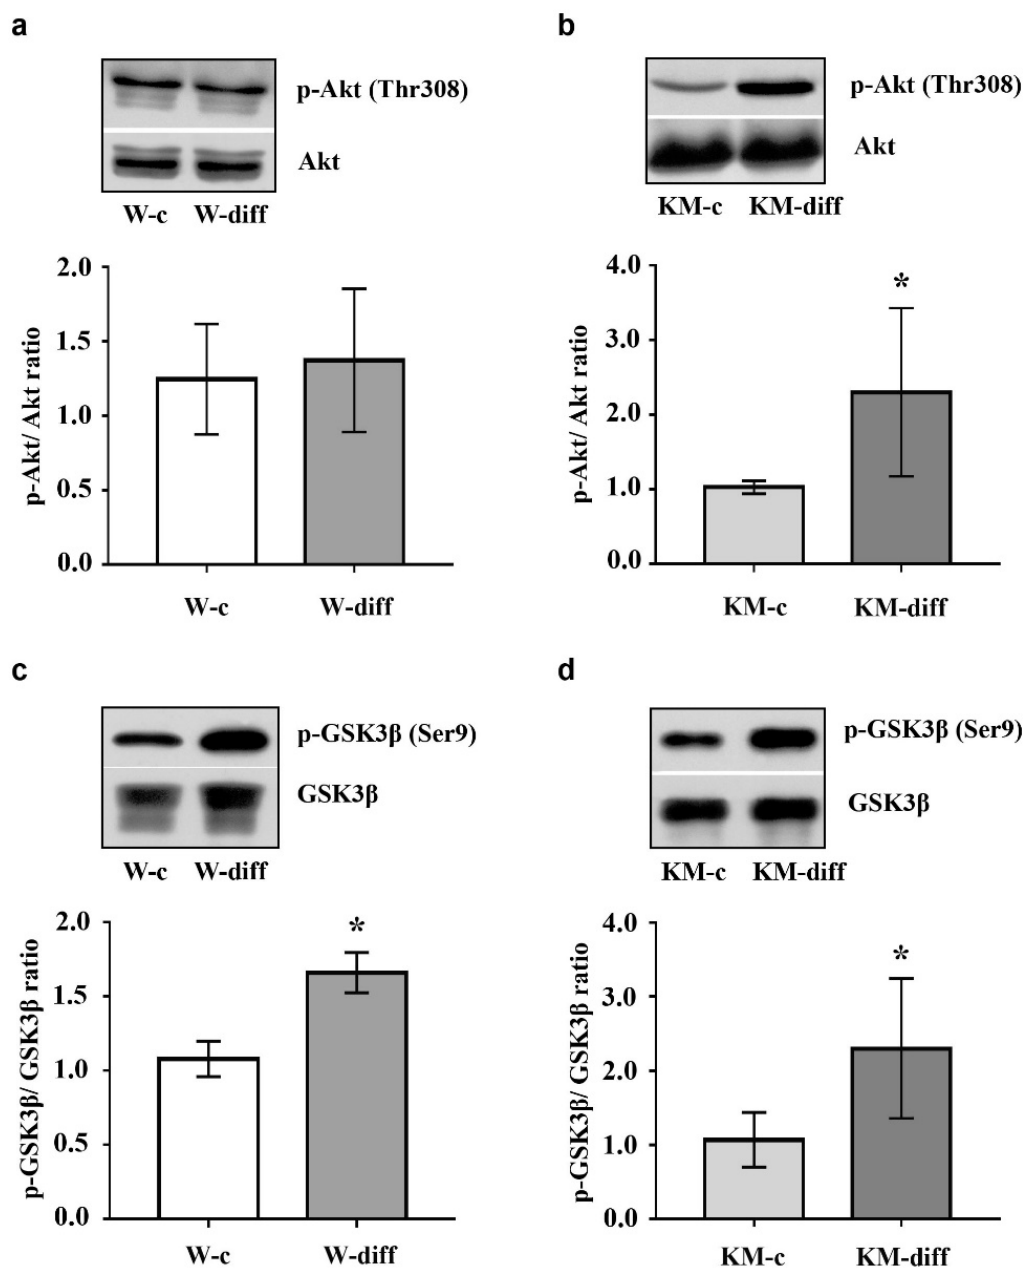 a
p-Akt (Thr308)
Akt
W-c W-diff
p-Akt/ Akt ratio
2.0
1.5
1.0
0.5
0.0
W-c W-diff
b
p-Akt (Thr308)
Akt
KM-c KM-diff
p-Akt/ Akt ratio
4.0
3.0
2.0
1.0
0.0
*
KM-c KM-diff
c
p-GSK3β (Ser9)
GSK3β
W-c W-diff
p-GSK3β/ GSK3β ratio
2.0
1.5
1.0
0.5
0.0
*
W-c W-diff
d
p-GSK3β (Ser9)
GSK3β
KM-c KM-diff
p-GSK3β/ GSK3β ratio
4.0
3.0
2.0
1.0
0.0
*
KM-c KM-diff